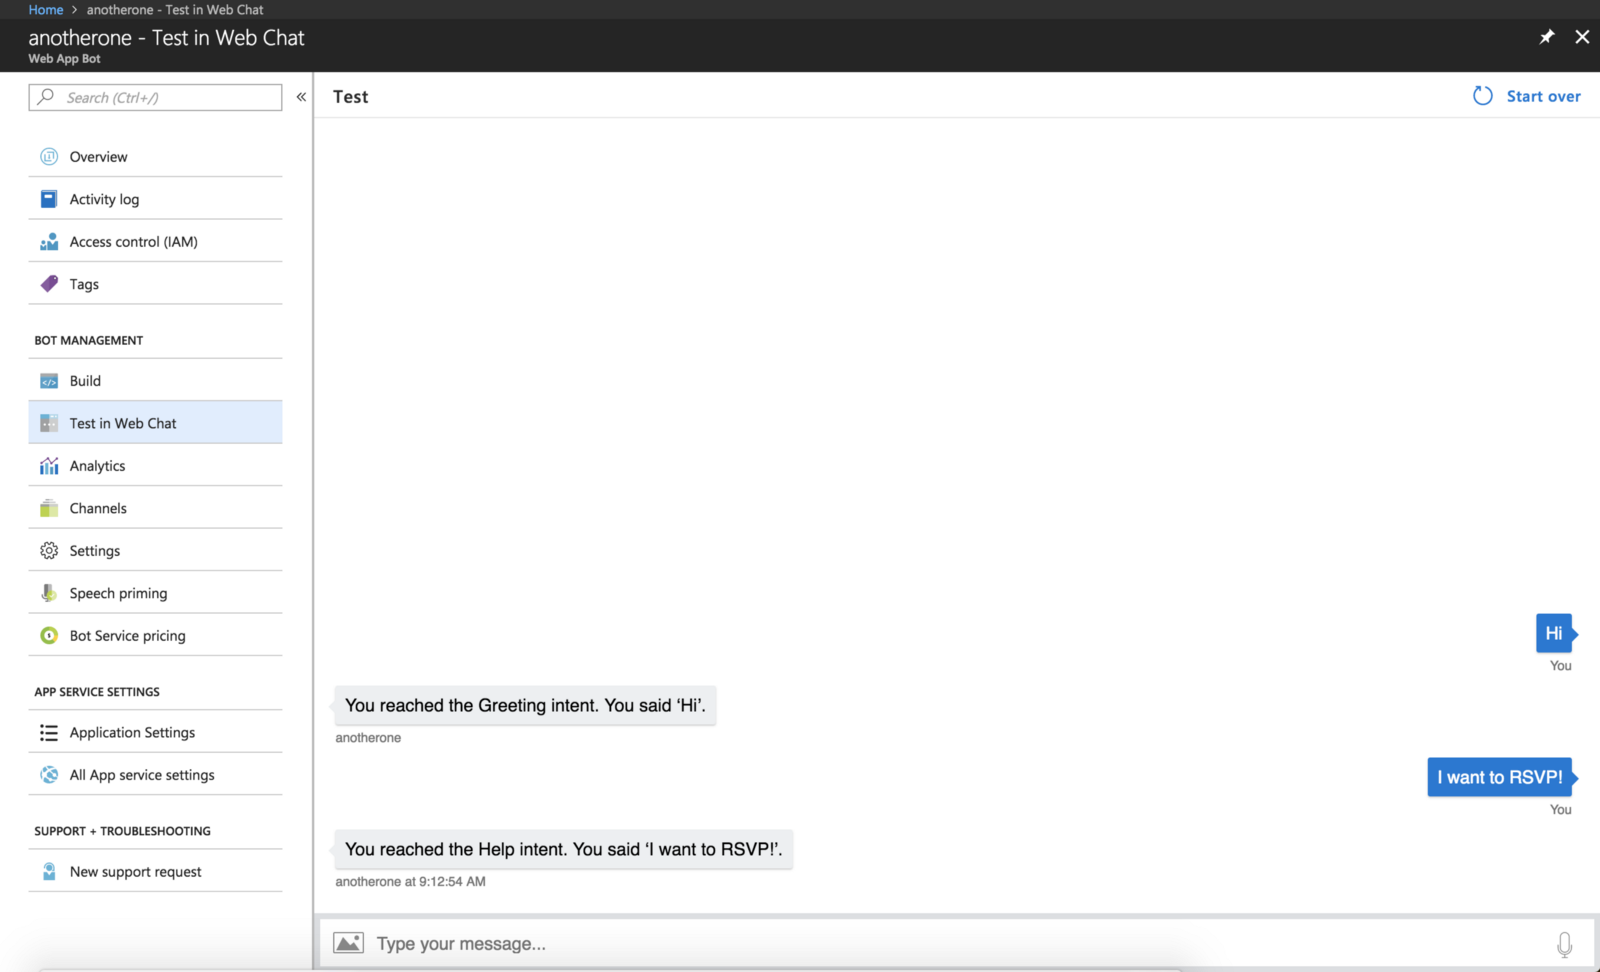 Home > anotherone - Test in Web Chat
anotherone - Test in Web Chat
Web App Bot
Search (Ctrl+/)
«
Overview
Activity log
Access control (IAM)
Tags
BOT MANAGEMENT
Build
Test in Web Chat
Analytics
Channels
Settings
Speech priming
Bot Service pricing
APP SERVICE SETTINGS
Application Settings
All App service settings
SUPPORT + TROUBLESHOOTING
New support request
Test
Start over
Hi
You
You reached the Greeting intent. You said ‘Hi’.
anotherone
I want to RSVP!
You
You reached the Help intent. You said ‘I want to RSVP!’.
anotherone at 9:12:54 AM
Type your message...